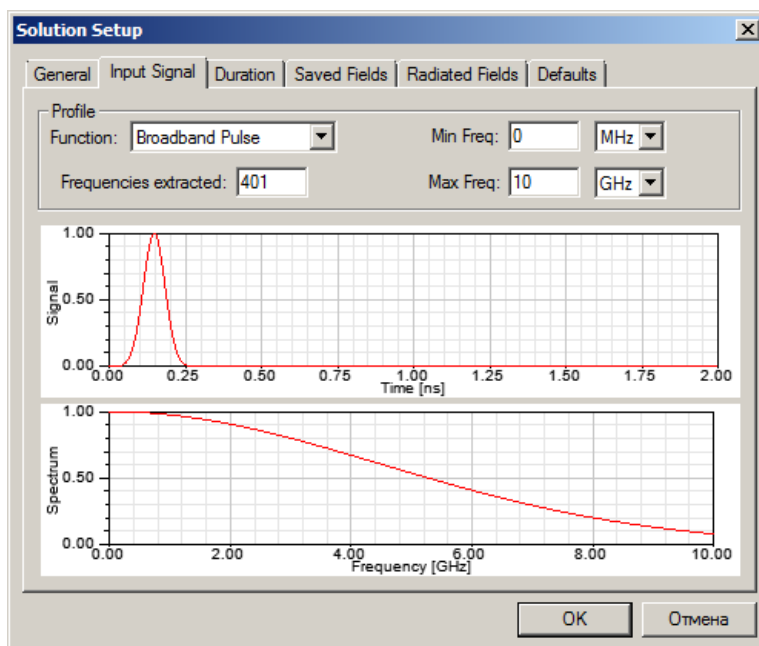 Solution Setup
General Input Signal Duration Saved Fields Radiated Fields Defaults
Profile
Function: Broadband Pulse Min Freq: 0 MHz
Frequencies extracted: 401 Max Freq: 10 GHz
1.00
0.50
0.00
Signal
0.00 0.25 0.50 0.75 1.00 1.25 1.50 1.75 2.00
Time [ns]
1.00
0.50
0.00
Spectrum
0.00 2.00 4.00 6.00 8.00 10.00
Frequency [GHz]
OK Отмена